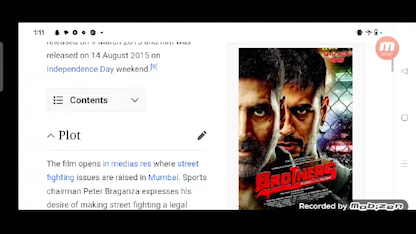 1:11
released on 9 March 2015 and film was
released on 14 August 2015 on
Independence Day weekend.[9]
Contents
Plot
The film opens in medias res where street
fighting issues are raised in Mumbai. Sports
chairman Peter Braganza expresses his
desire of making street fighting a legal
BROTHERS
Recorded by Mobizen